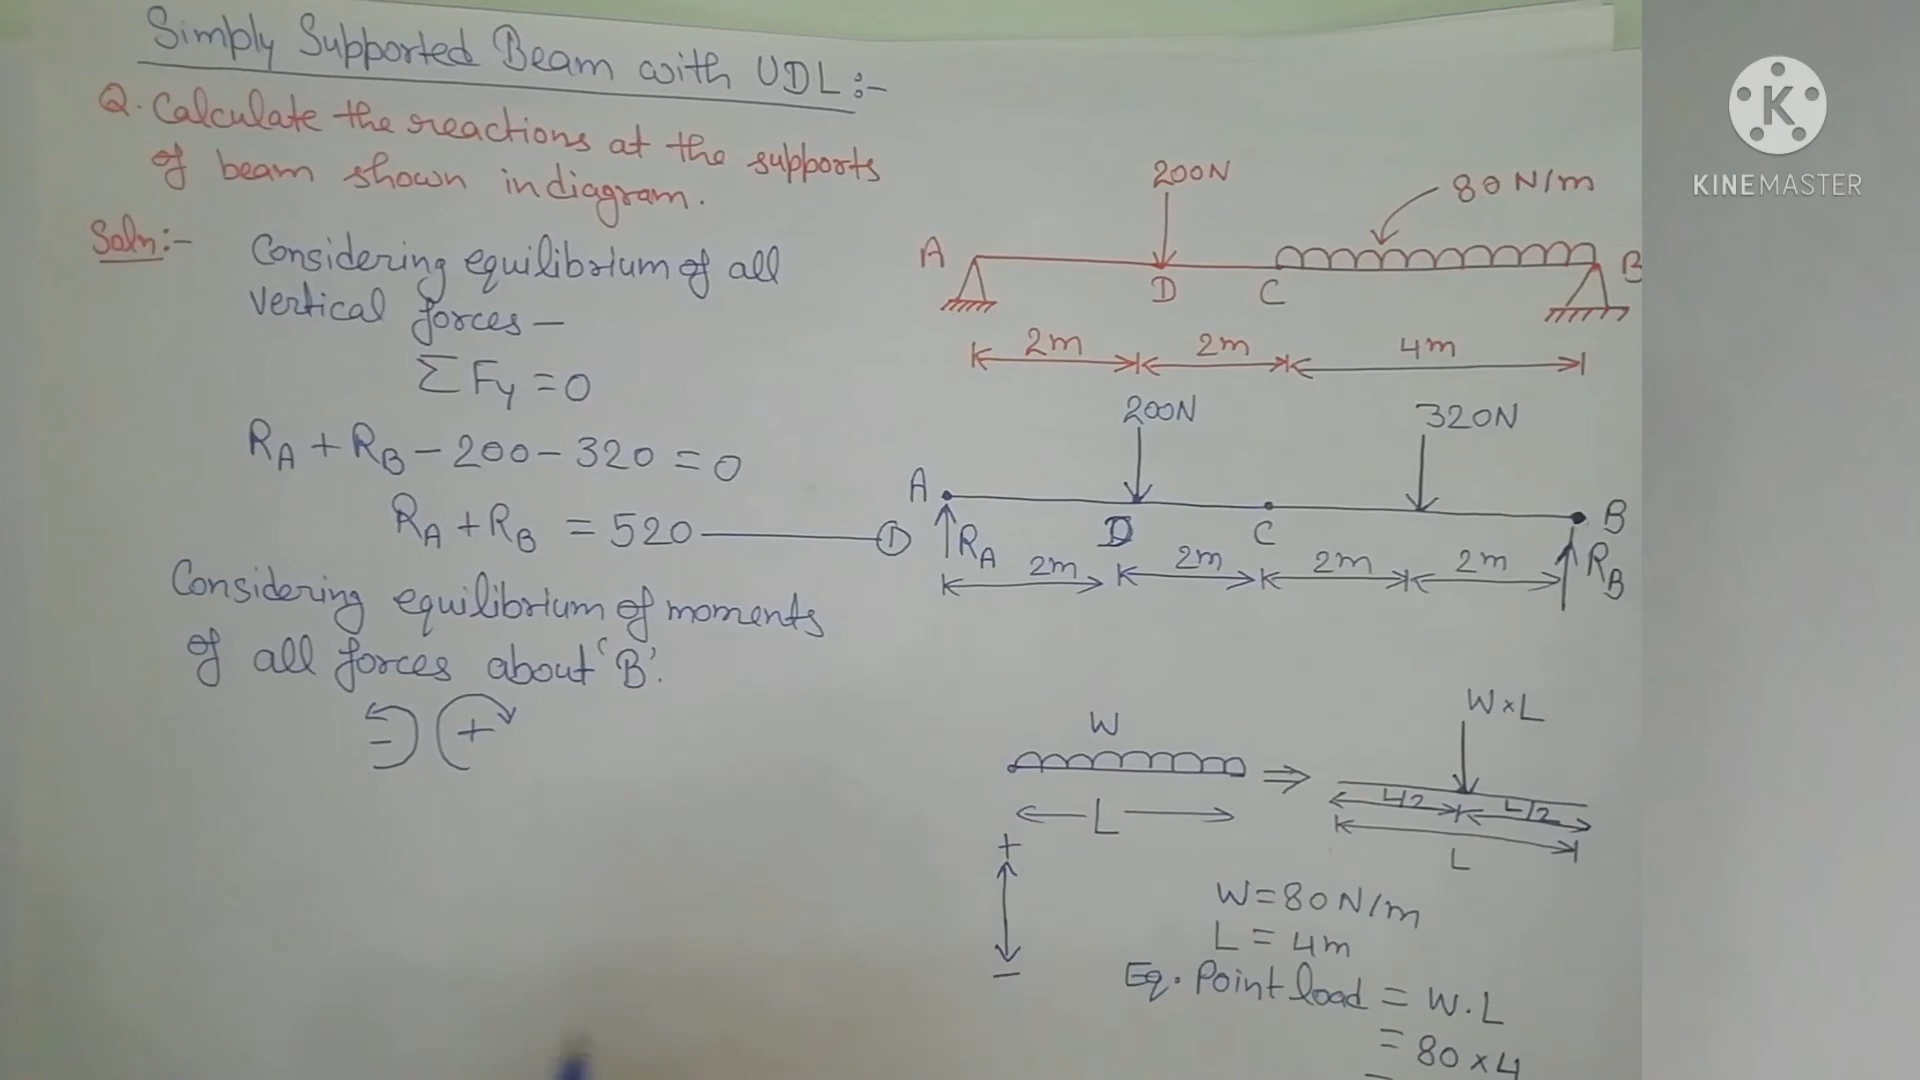 Simply Supported Beam with UDL:-
Q. Calculate the reactions at the supports
of beam shown in diagram.
Soln:-
Considering equilibrium of all
vertical forces -
ΣFy = 0
RA + RB - 200 - 320 = 0
RA + RB = 520 ——— ①
Considering equilibrium of moments
of all forces about 'B'.
- +
200N
80 N/m
A
D
C
B
2m
2m
4m
200N
320N
A
D
C
B
RA
RB
2m
2m
2m
2m
W
L
⇒
W×L
L/2
L/2
L
+
-
W = 80 N/m
L = 4m
Eq. Point load = W.L
= 80 × 4
K
KINEMASTER